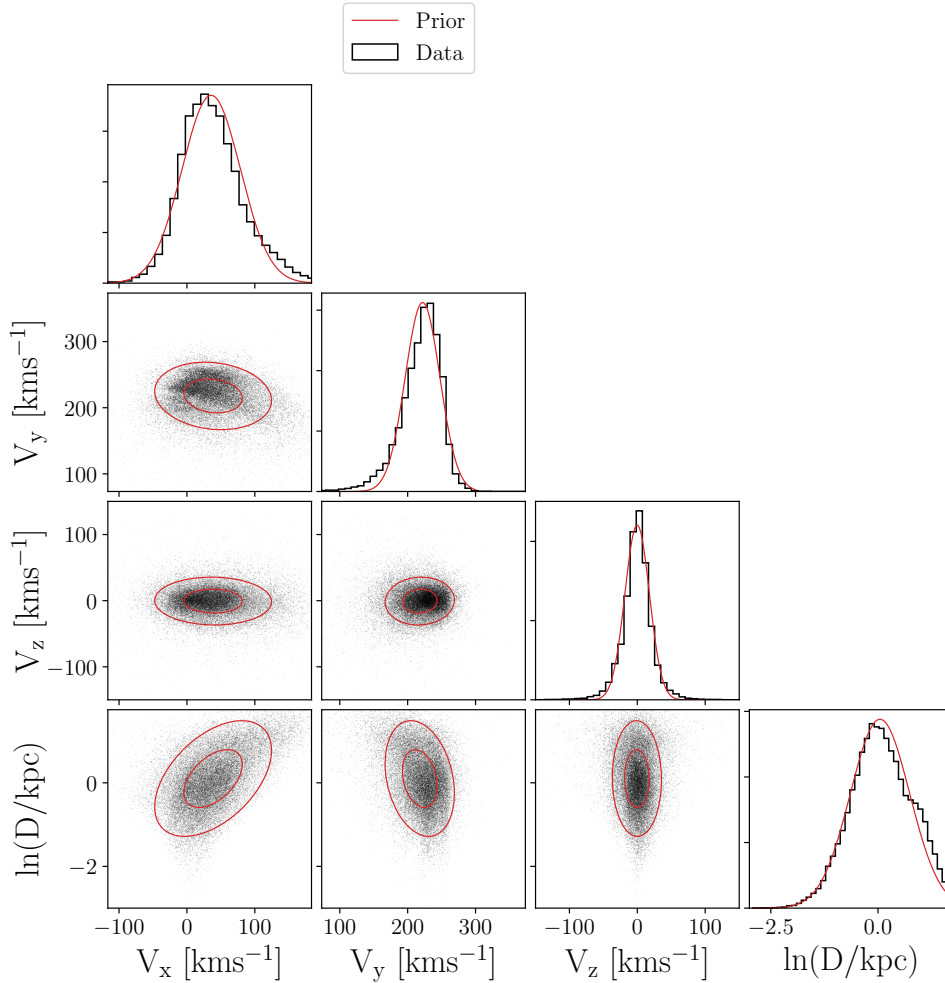 Prior
Data
V_y [kms⁻¹]
300
200
100
V_z [kms⁻¹]
100
0
−100
ln(D/kpc)
0
−2
−100 0 100
100 200 300
−100 0 100
−2.5 0.0
V_x [kms⁻¹]
V_y [kms⁻¹]
V_z [kms⁻¹]
ln(D/kpc)